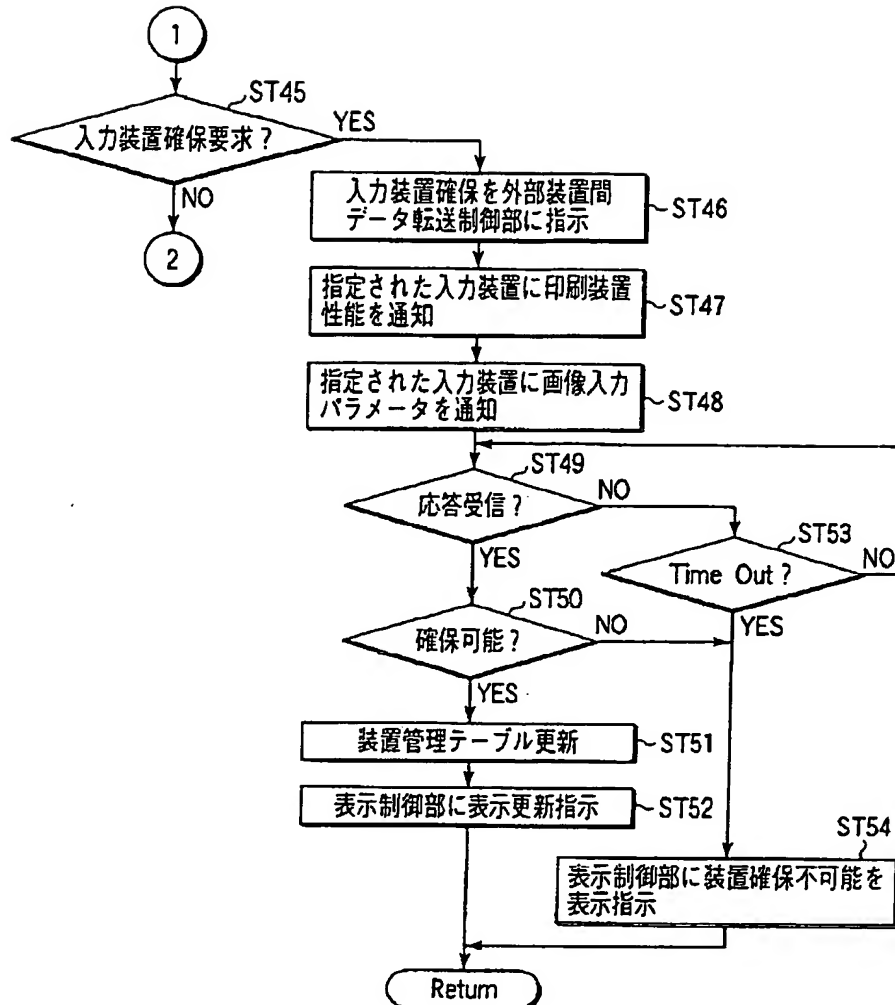 1
ST45
入力装置確保要求?
YES
NO
2
入力装置確保を外部装置間
データ転送制御部に指示
ST46
指定された入力装置に印刷装置
性能を通知
ST47
指定された入力装置に画像入力
パラメータを通知
ST48
ST49
応答受信?
NO
YES
ST53
Time Out?
NO
YES
ST50
確保可能?
NO
YES
装置管理テーブル更新
ST51
表示制御部に表示更新指示
ST52
ST54
表示制御部に装置確保不可能を
表示指示
Return